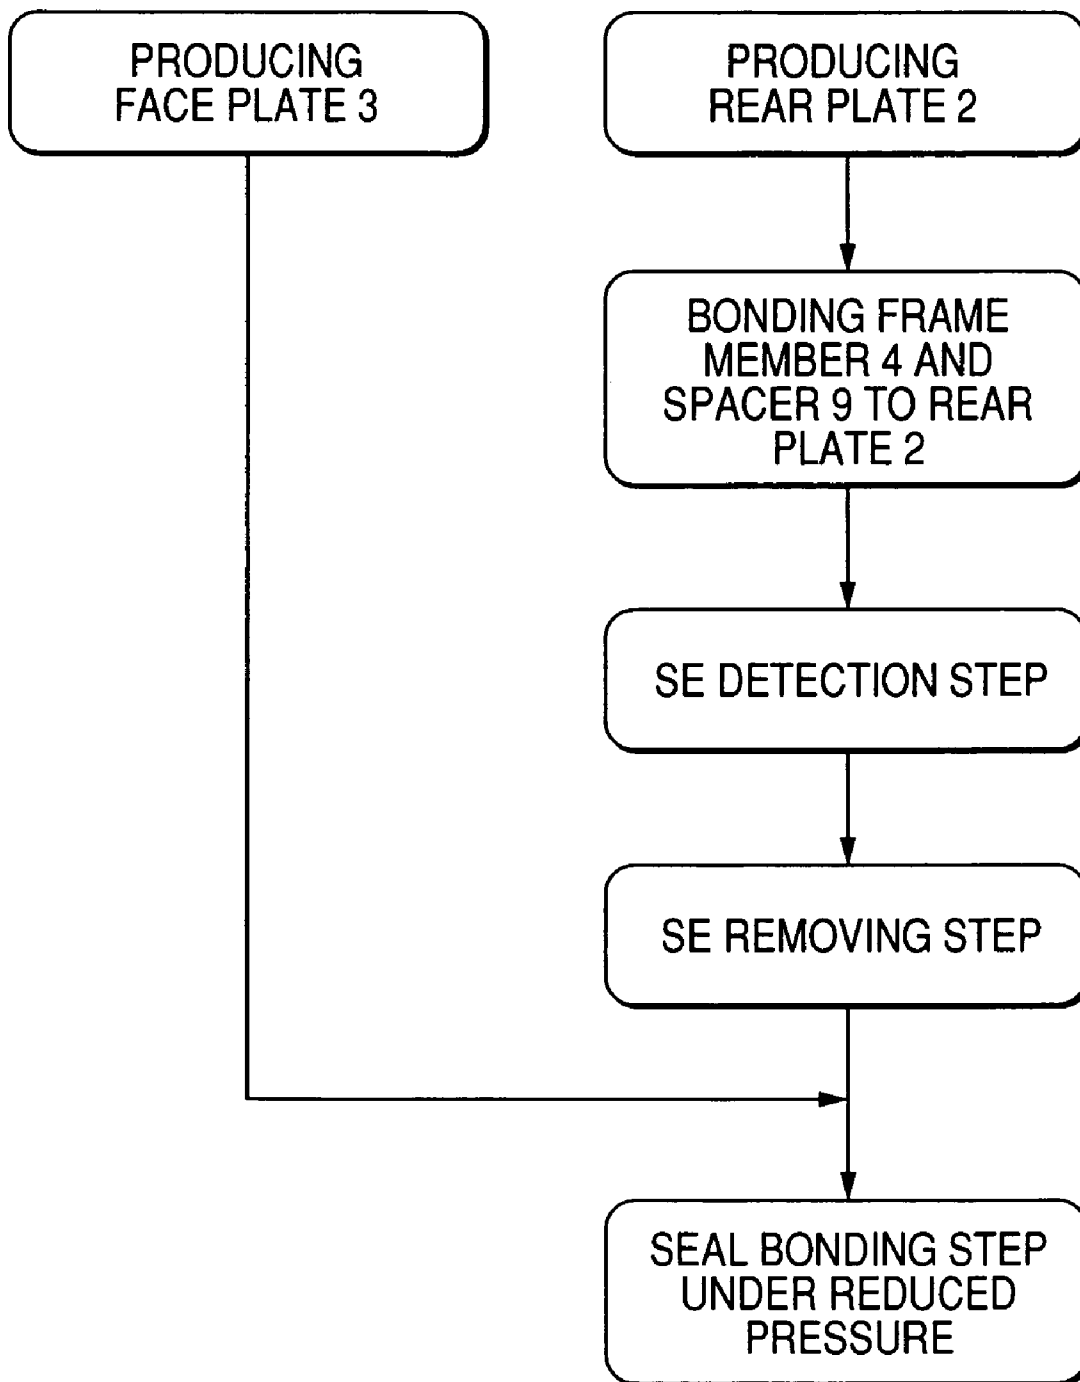 PRODUCING
FACE PLATE 3
PRODUCING
REAR PLATE 2
BONDING FRAME
MEMBER 4 AND
SPACER 9 TO REAR
PLATE 2
SE DETECTION STEP
SE REMOVING STEP
SEAL BONDING STEP
UNDER REDUCED
PRESSURE